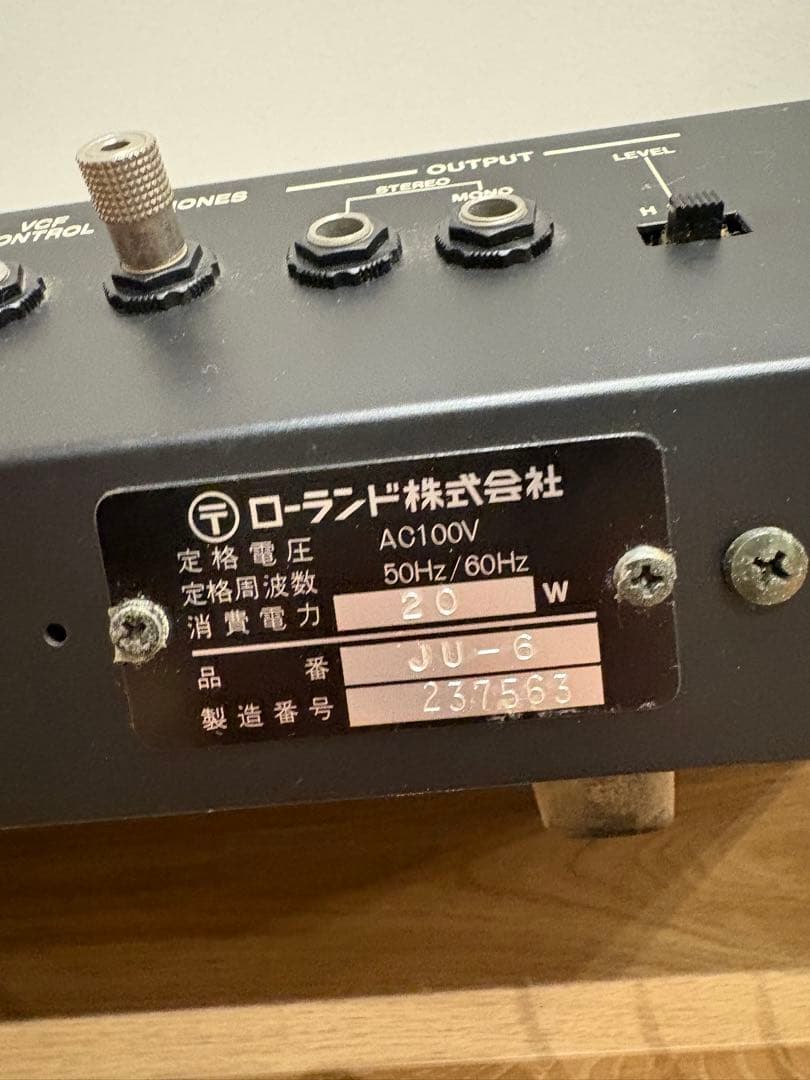 OUTPUT
LEVEL
STEREO
MONO
H
VCF
〒 ローランド株式会社
定格電圧 AC100V
定格周波数 50Hz/60Hz
消費電力 20 W
品番 JU-6
製造番号 237563